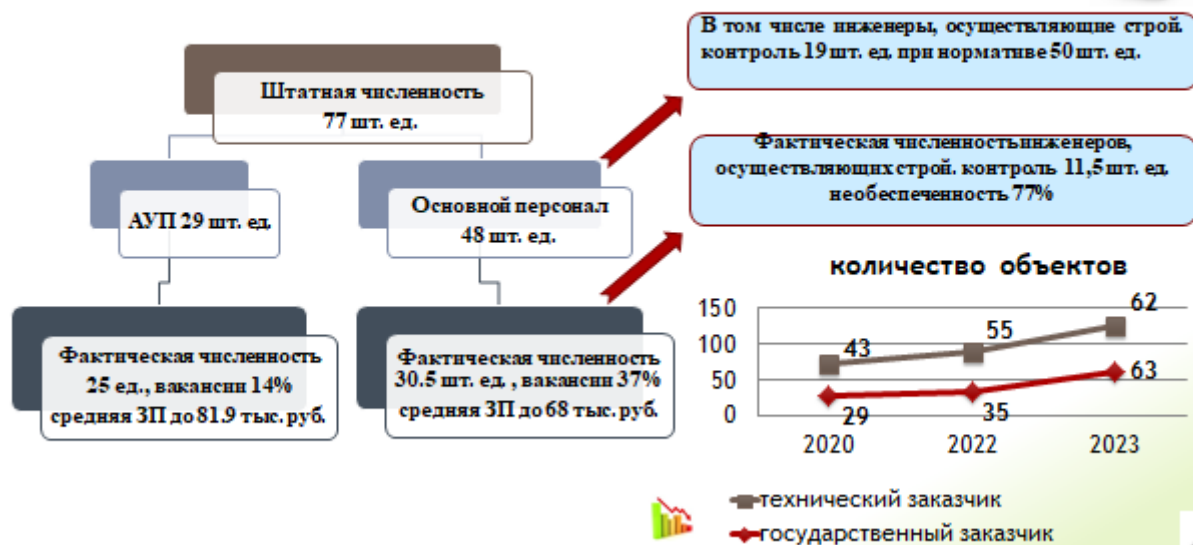 Штатная численность
77 шт. ед.
АУП 29 шт. ед.
Основной персонал
48 шт. ед.
Фактическая численность
25 ед., вакансии 14%
средняя ЗП до 81.9 тыс. руб.
Фактическая численность
30.5 шт. ед. , вакансии 37%
средняя ЗП до 68 тыс. руб.
В том числе инженеры, осуществляющие строй.
контроль 19 шт. ед. при нормативе 50 шт. ед.
Фактическая численность инженеров,
осуществляющих строй. контроль 11,5 шт. ед.
необеспеченность 77%
количество объектов
150
100
50
0
43
55
62
29
35
63
2020
2022
2023
технический заказчик
государственный заказчик